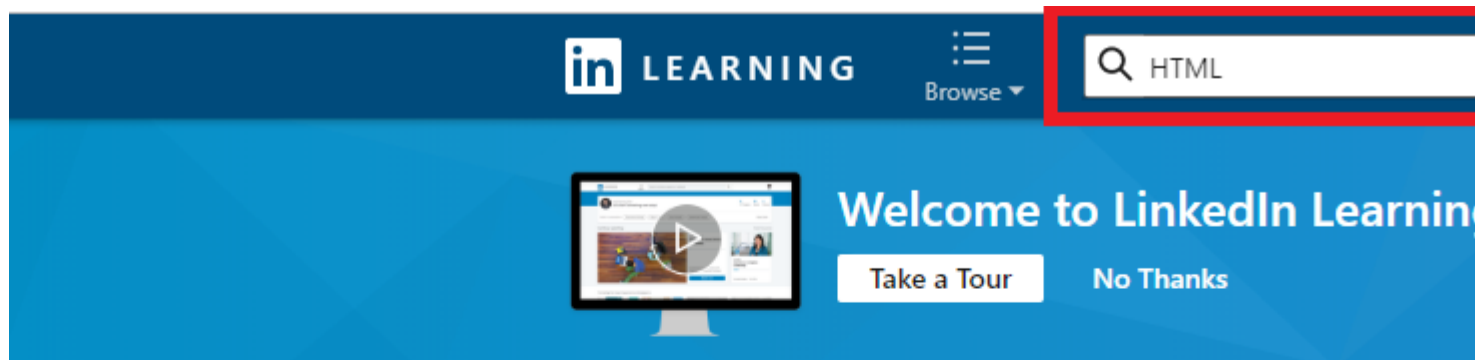 in LEARNING
Browse
HTML
Welcome to LinkedIn Learning
Take a Tour
No Thanks